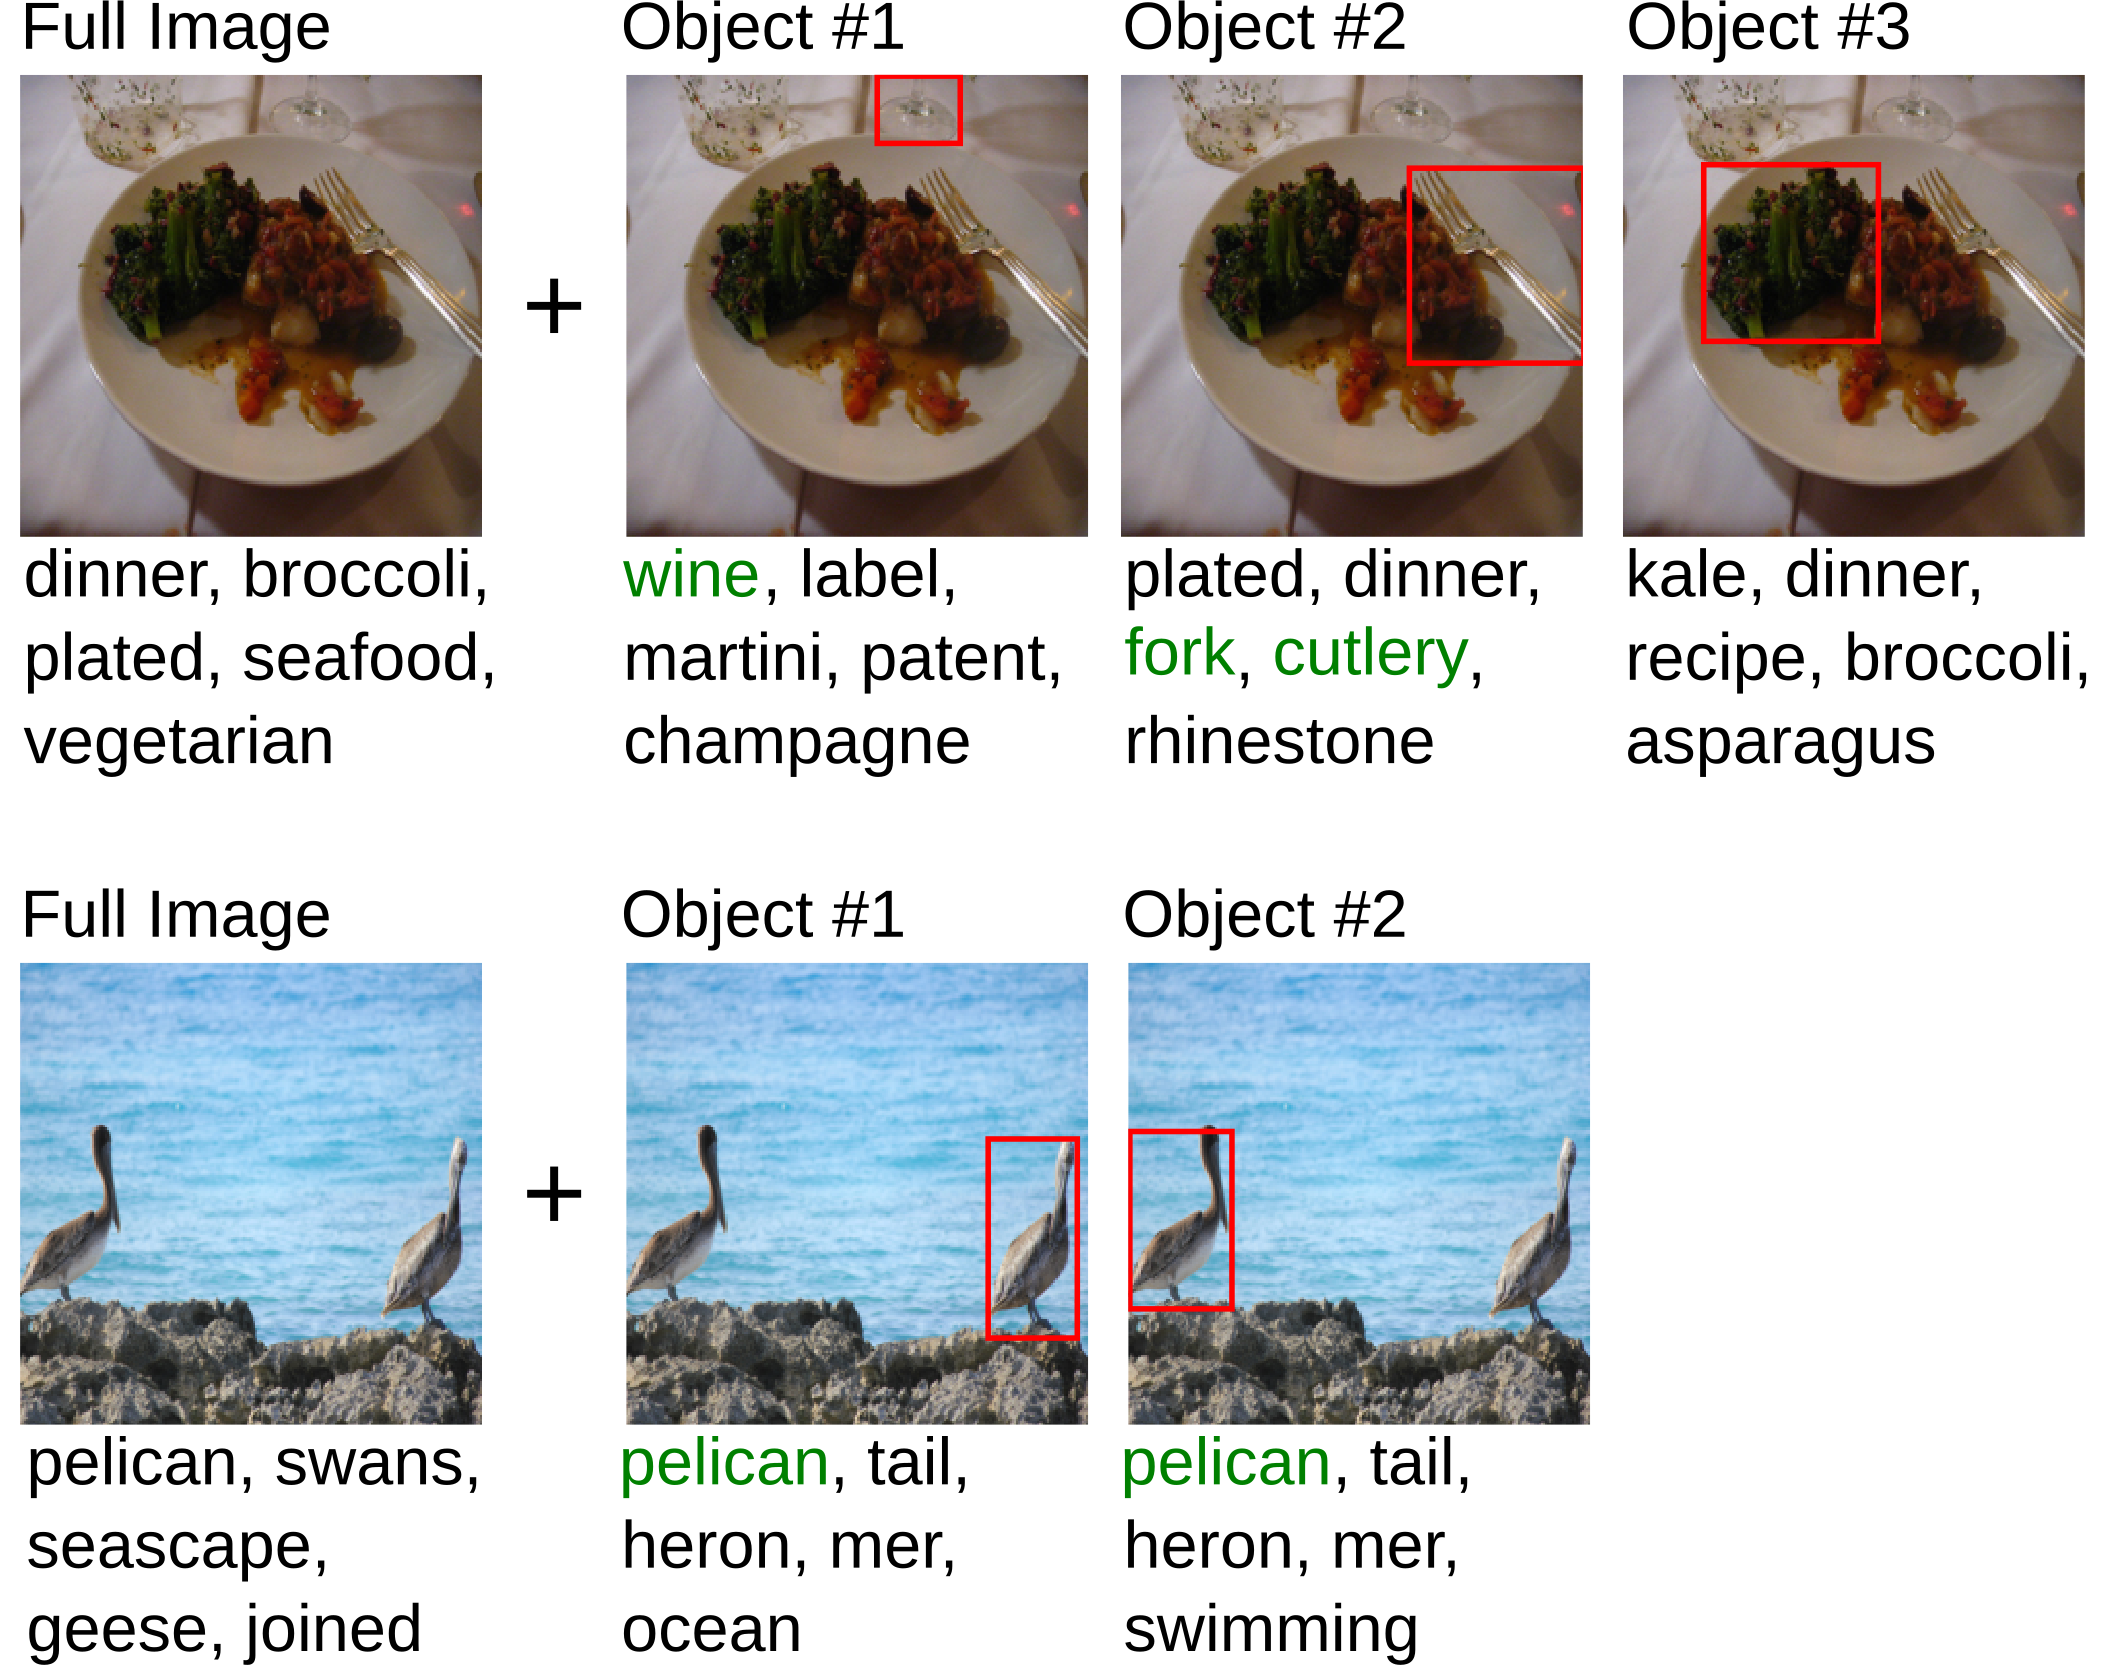 Full Image
Object #1
Object #2
Object #3
+
dinner, broccoli,
plated, seafood,
vegetarian
wine, label,
martini, patent,
champagne
plated, dinner,
fork, cutlery,
rhinestone
kale, dinner,
recipe, broccoli,
asparagus
Full Image
Object #1
Object #2
+
pelican, swans,
seascape,
geese, joined
pelican, tail,
heron, mer,
ocean
pelican, tail,
heron, mer,
swimming